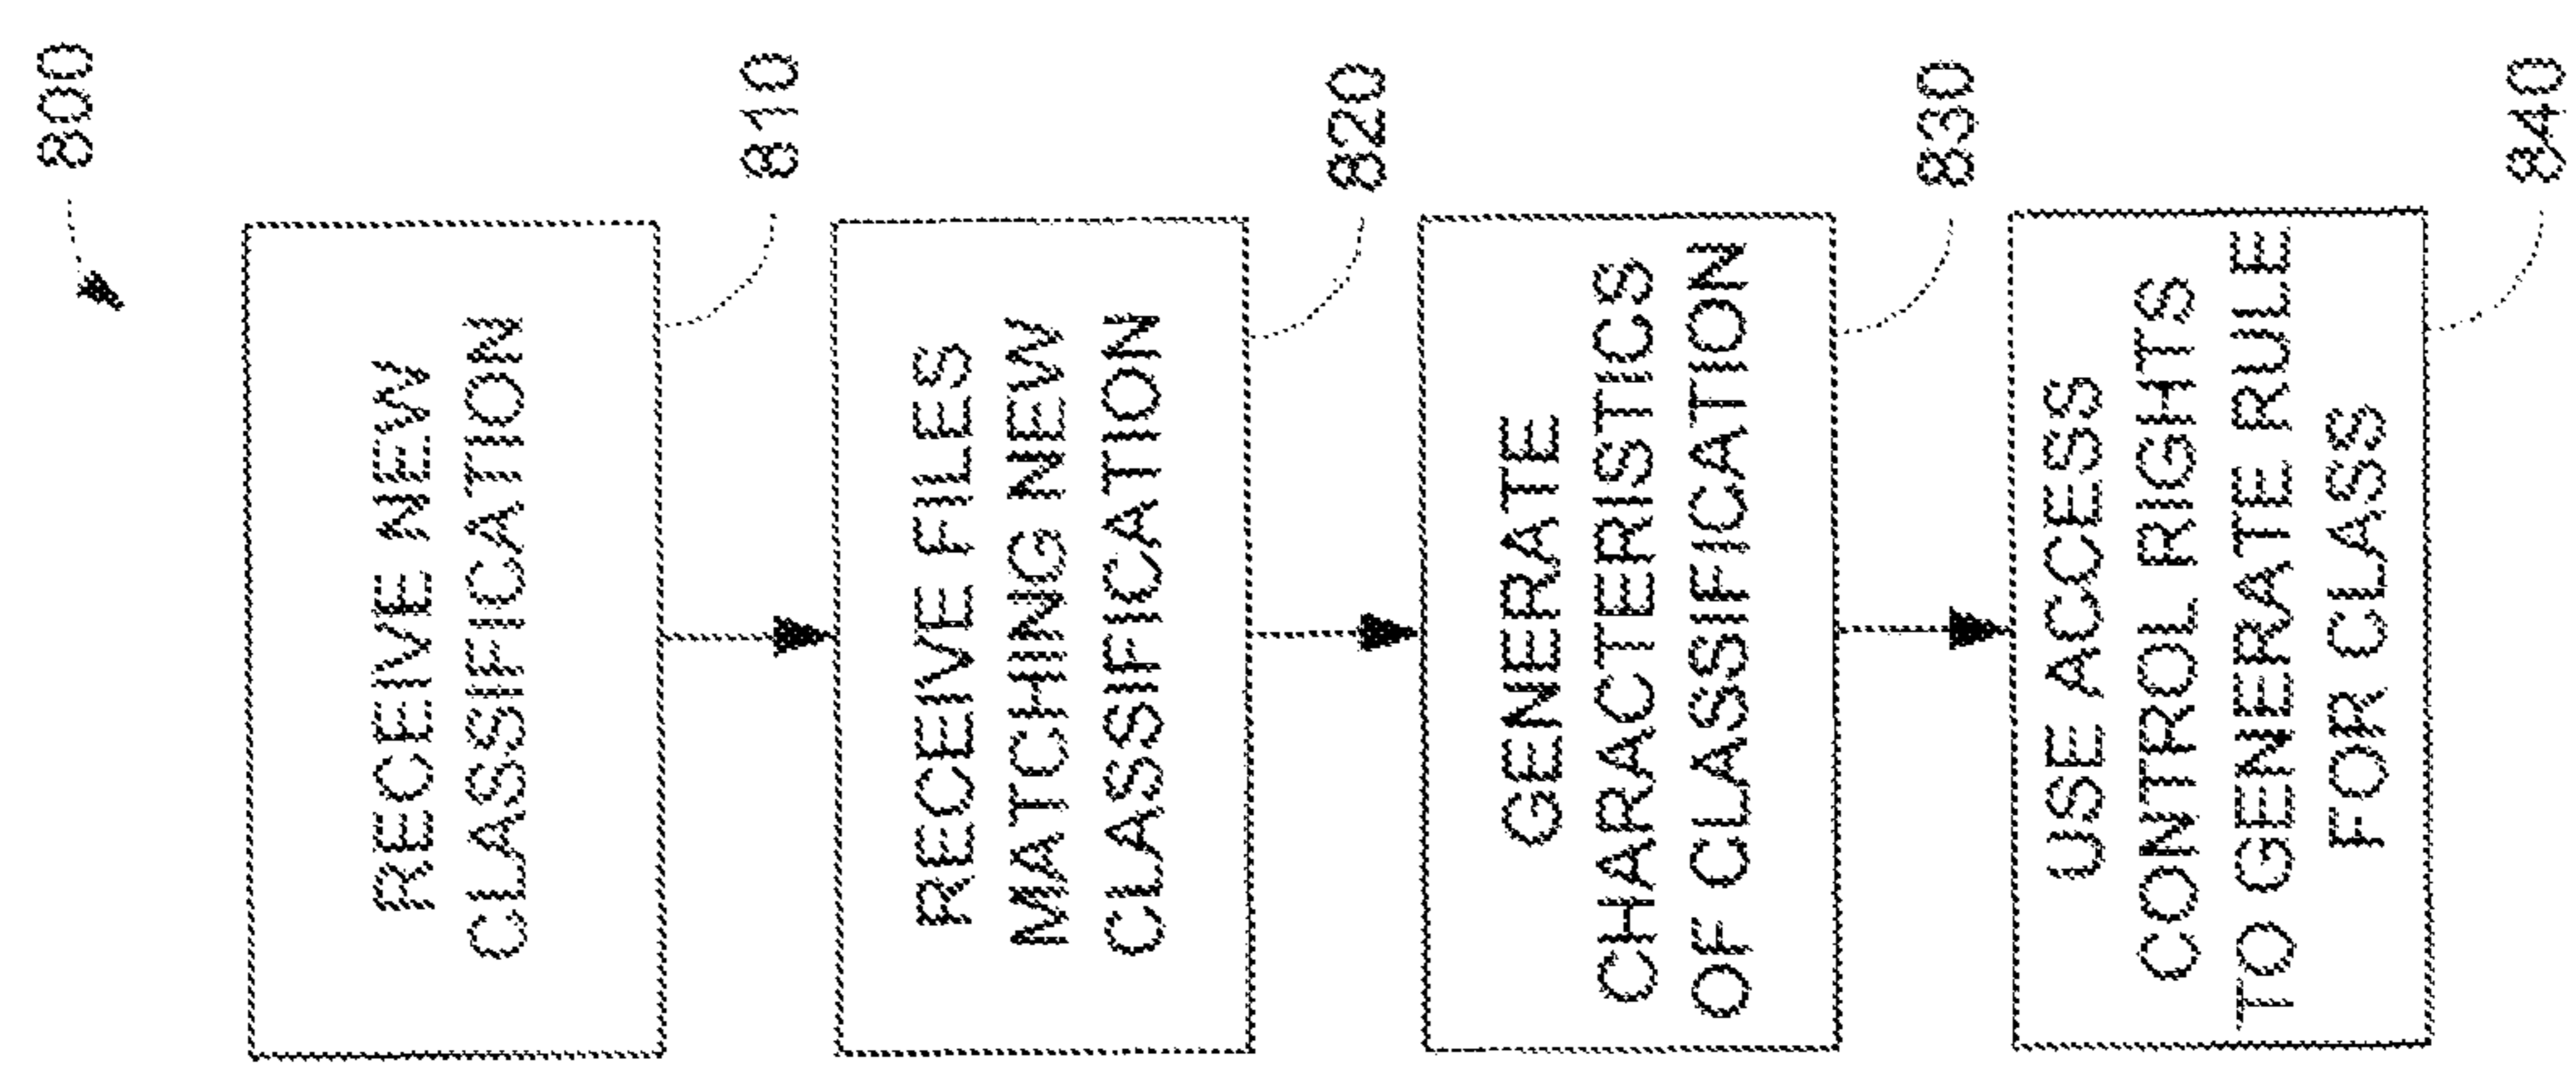 800
RECEIVE NEW
CLASSIFICATION
810
RECEIVE FILES
MATCHING NEW
CLASSIFICATION
820
GENERATE
CHARACTERISTICS
OF CLASSIFICATION
830
USE ACCESS
CONTROL RIGHTS
TO GENERATE RULE
FOR CLASS
840